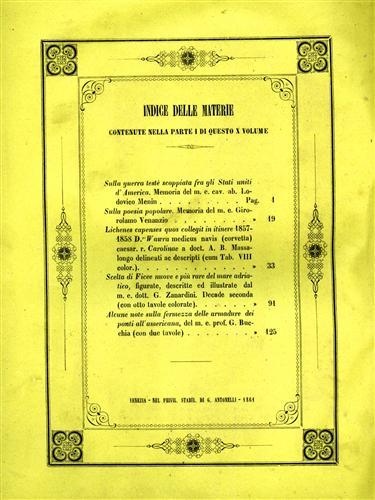 INDICE DELLE MATERIE
CONTENUTE NELLA PARTE I DI QUESTO X VOLUME
Sulla guerra testè scoppiata fra gli Stati uniti
d'America. Memoria del m. e. cav. ab. Lo-
dovico Menin . . . . . . Pag. 1
Sulla poesia popolare. Memoria del m. e. Giro-
rolamo Venanzio . . . . . . » 19
Lichenes capenses quos collegit in itinere 1857-
1858 D.r Wawra medicus navis (corvetta)
caesar. r. Carolinae a doct. A. B. Massa-
longo delineati ac descripti (cum Tab. VIII
color.) . . . . . . » 33
Scelta di Ficee nuove e più rare del mare adria-
tico, figurate, descritte ed illustrate dal
m. e. dott. G. Zanardini. Decade seconda
(con otto tavole colorate) . . . . » 91
Alcune note sulla fermezza delle armadure dei
ponti all'americana, del m. e. prof. G. Buc-
chia (con due tavole) . . . . . » 125
VENEZIA - NEL PRIVIL. STABIL. DI G. ANTONELLI - 1861